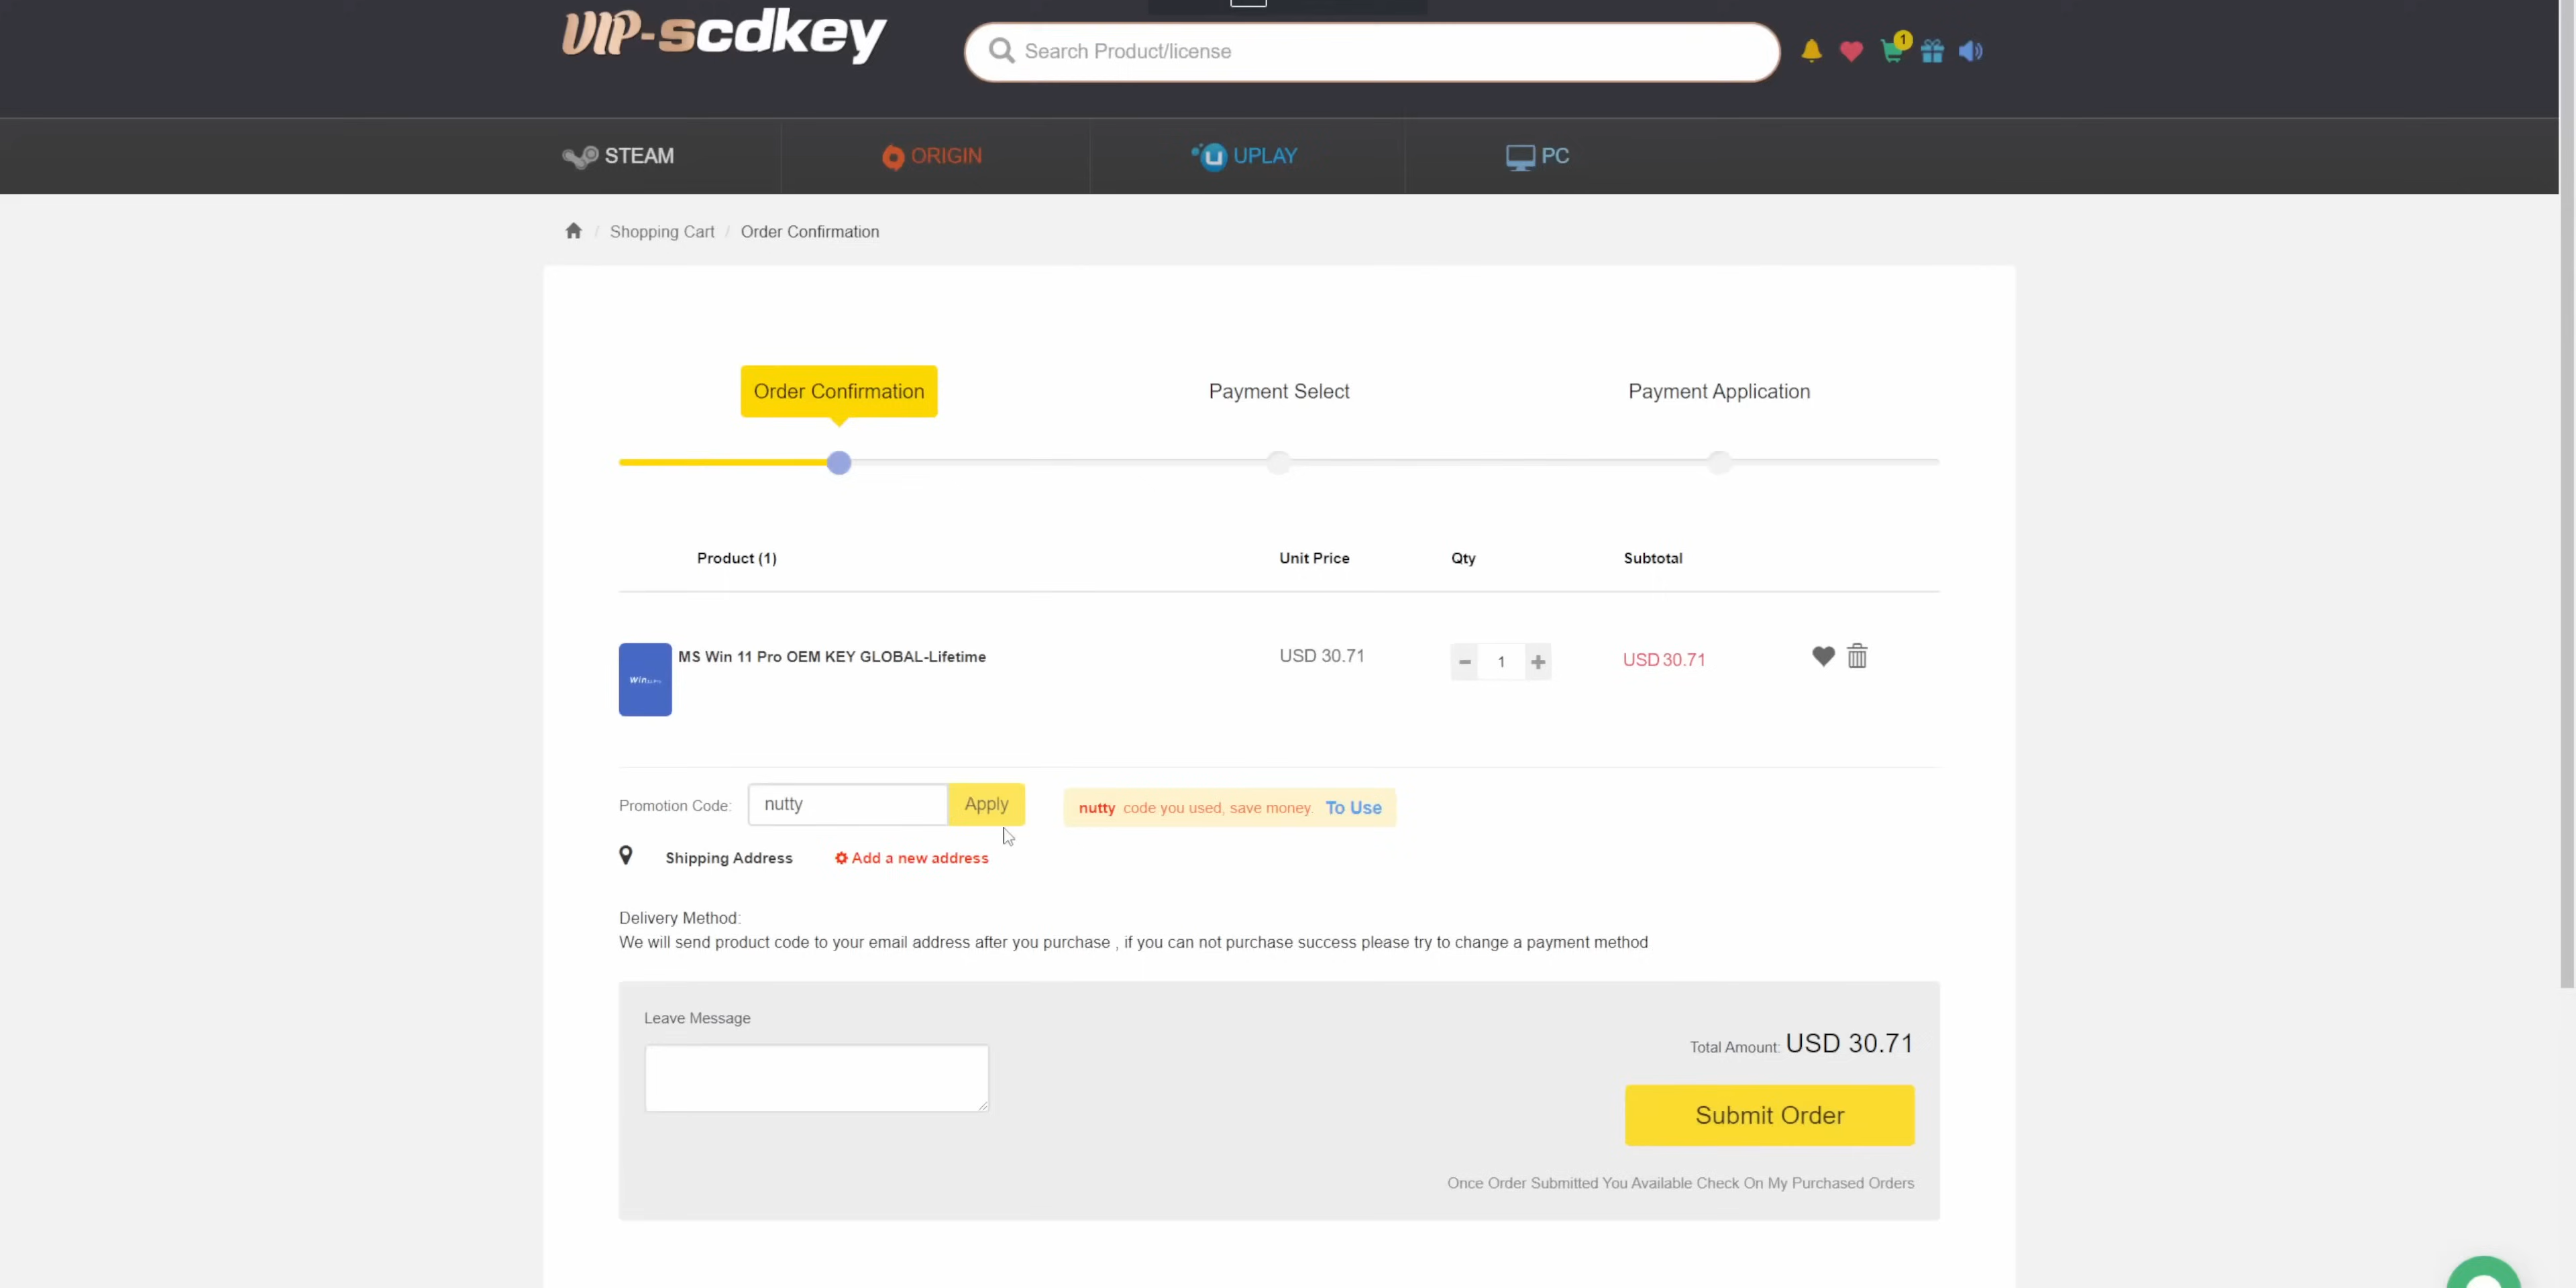 VIP-scdkey
Search Product/license
1
STEAM
ORIGIN
UPLAY
PC
/ Shopping Cart / Order Confirmation
Order Confirmation
Payment Select
Payment Application
Product (1)
Unit Price
Qty
Subtotal
MS Win 11 Pro OEM KEY GLOBAL-Lifetime
USD 30.71
1
USD 30.71
Promotion Code: nutty Apply
nutty code you used, save money. To Use
Shipping Address
Add a new address
Delivery Method:
We will send product code to your email address after you purchase , if you can not purchase success please try to change a payment method
Leave Message
Total Amount: USD 30.71
Submit Order
Once Order Submitted You Available Check On My Purchased Orders